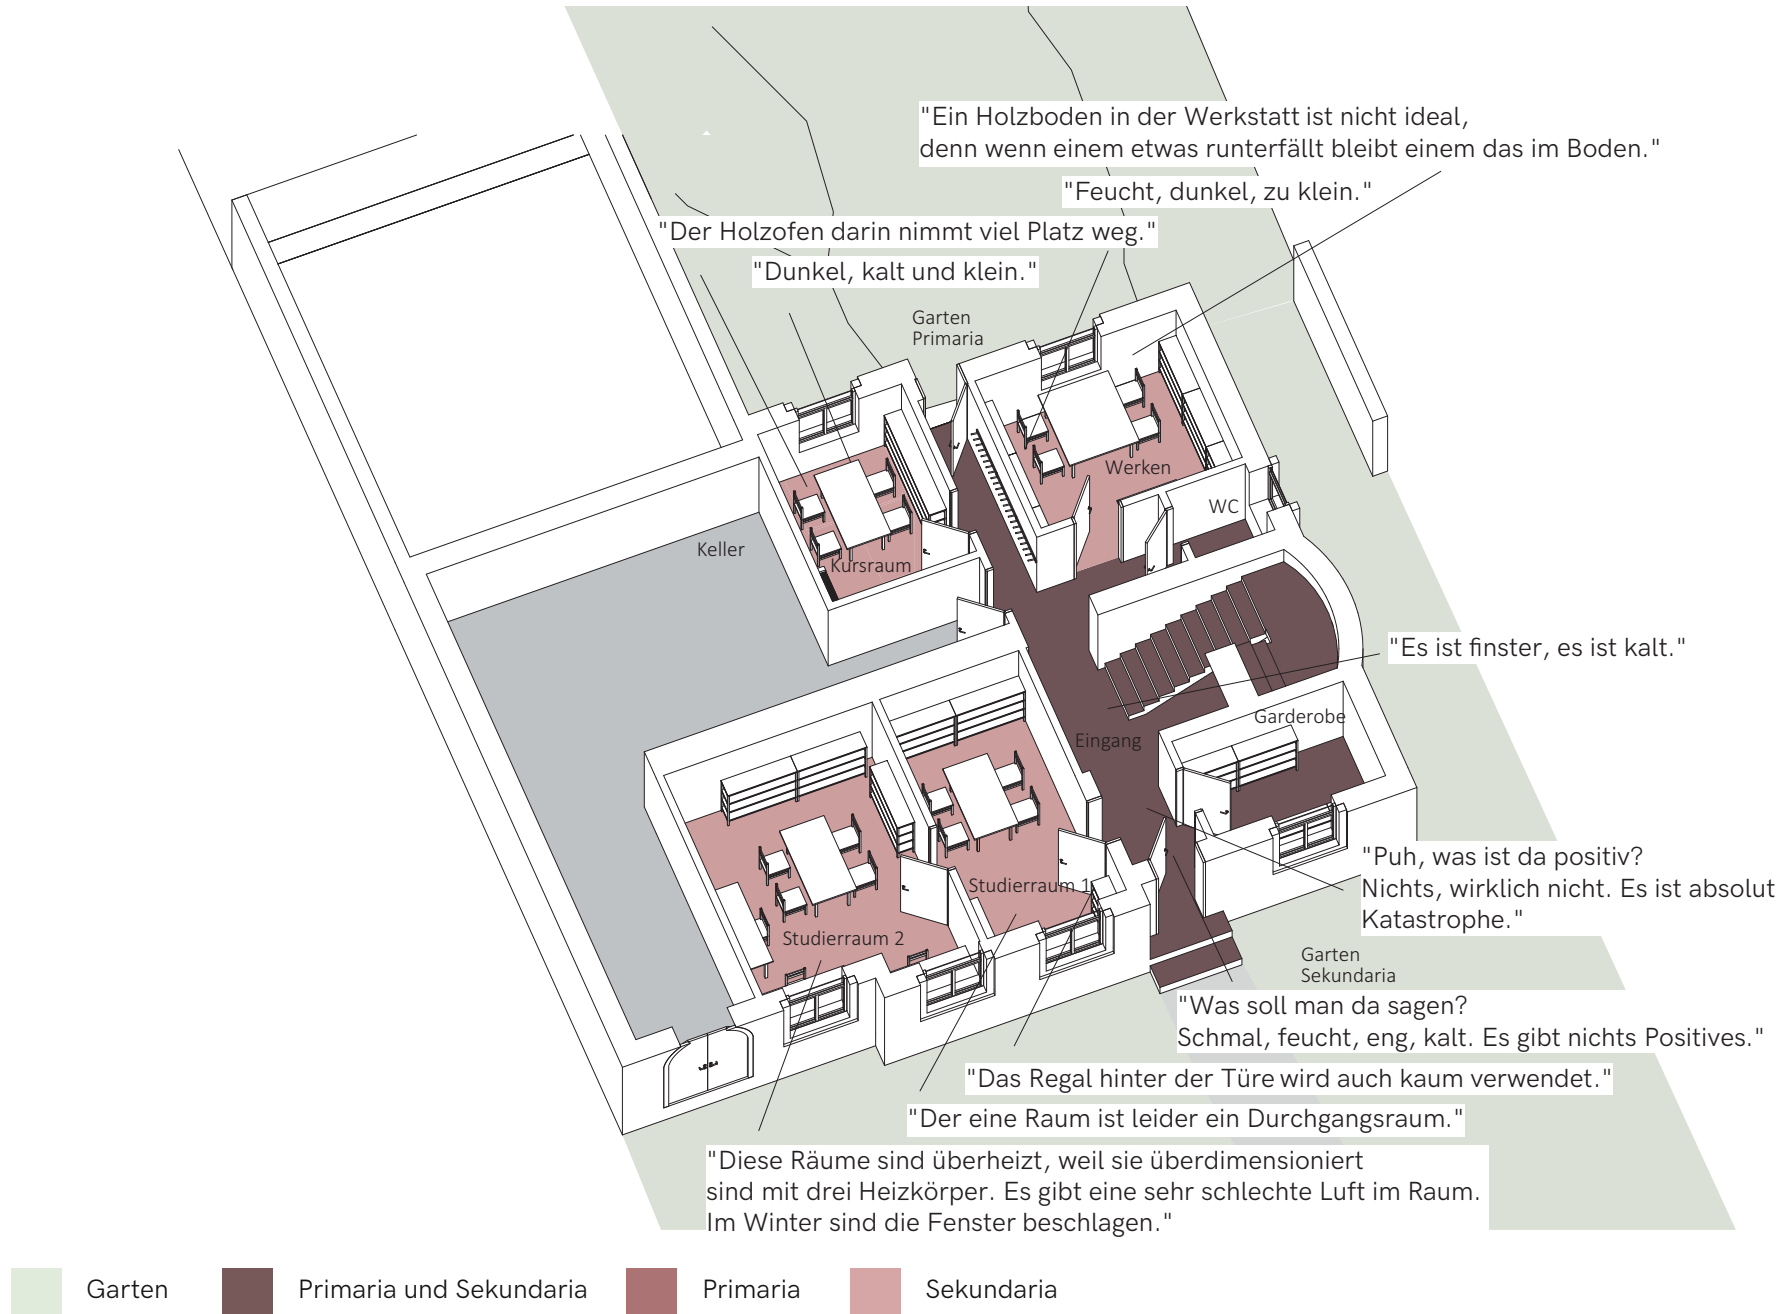 "Ein Holzboden in der Werkstatt ist nicht ideal,
denn wenn einem etwas runterfällt bleibt einem das im Boden."
"Feucht, dunkel, zu klein."
"Der Holzofen darin nimmt viel Platz weg."
"Dunkel, kalt und klein."
Garten
Primaria
Werken
WC
Keller
Kursraum
"Es ist finster, es ist kalt."
Garderobe
Eingang
"Puh, was ist da positiv?
Nichts, wirklich nicht. Es ist absolut
Katastrophe."
Studierraum 1
Studierraum 2
Garten
Sekundaria
"Was soll man da sagen?
Schmal, feucht, eng, kalt. Es gibt nichts Positives."
"Das Regal hinter der Türe wird auch kaum verwendet."
"Der eine Raum ist leider ein Durchgangsraum."
"Diese Räume sind überheizt, weil sie überdimensioniert
sind mit drei Heizkörper. Es gibt eine sehr schlechte Luft im Raum.
Im Winter sind die Fenster beschlagen."
Garten
Primaria und Sekundaria
Primaria
Sekundaria